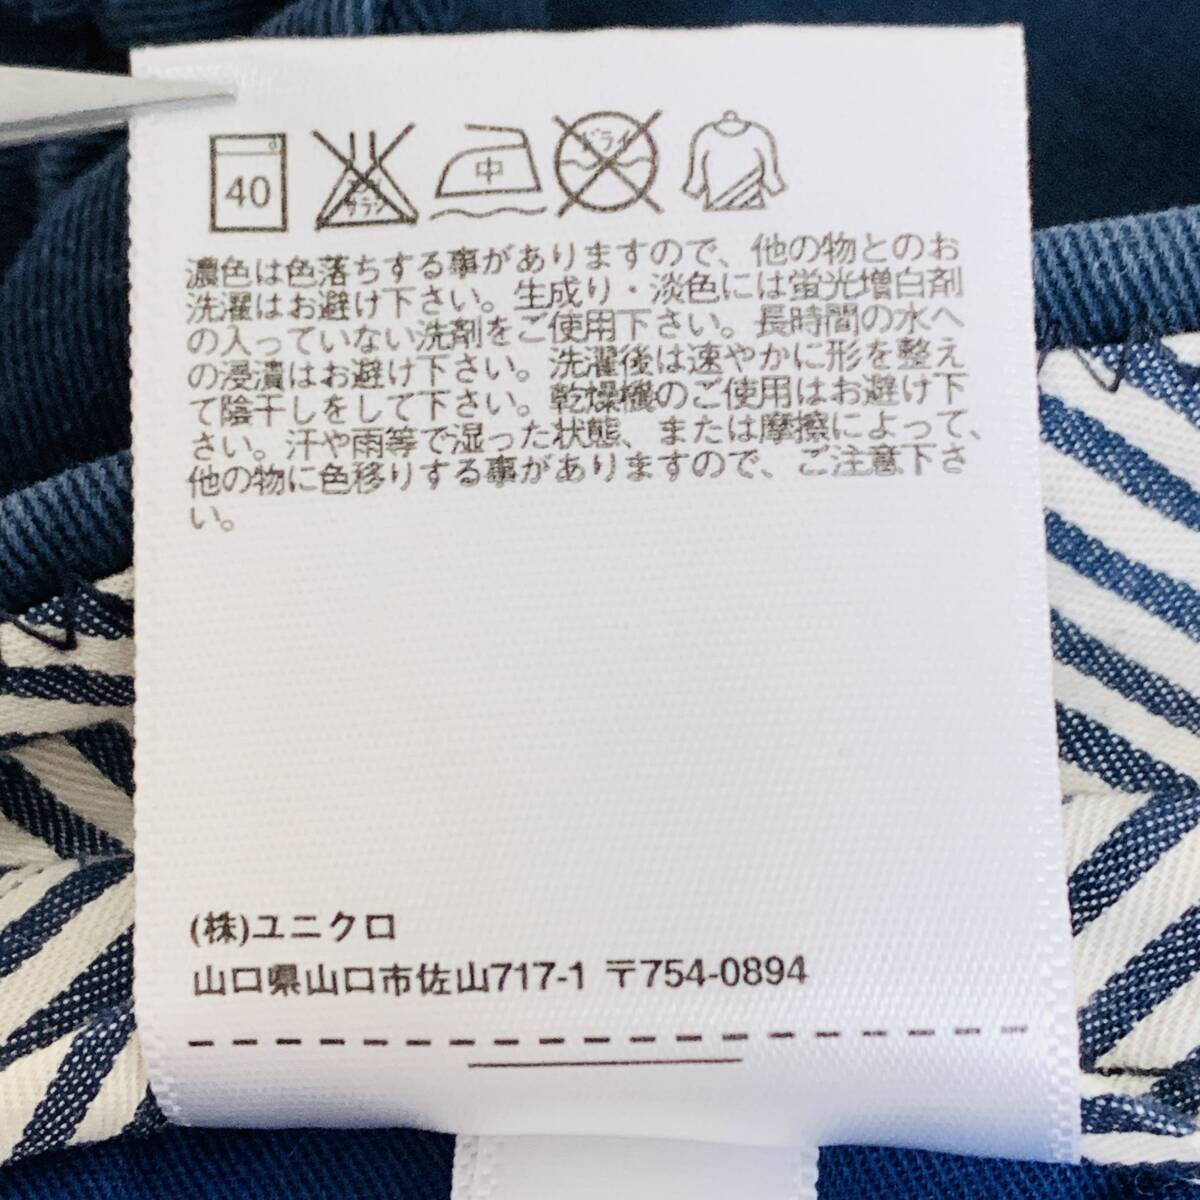 40
サラシ
中
ドライ
濃色は色落ちする事がありますので、他の物とのお
洗濯はお避け下さい。生成り・淡色には蛍光増白剤
の入っていない洗剤をご使用下さい。長時間の水へ
の浸漬はお避け下さい。洗濯後は速やかに形を整え
て陰干しをして下さい。乾燥機のご使用はお避け下
さい。汗や雨等で湿った状態、または摩擦によって、
他の物に色移りする事がありますので、ご注意下さ
い。
(株)ユニクロ
山口県山口市佐山717-1 〒754-0894